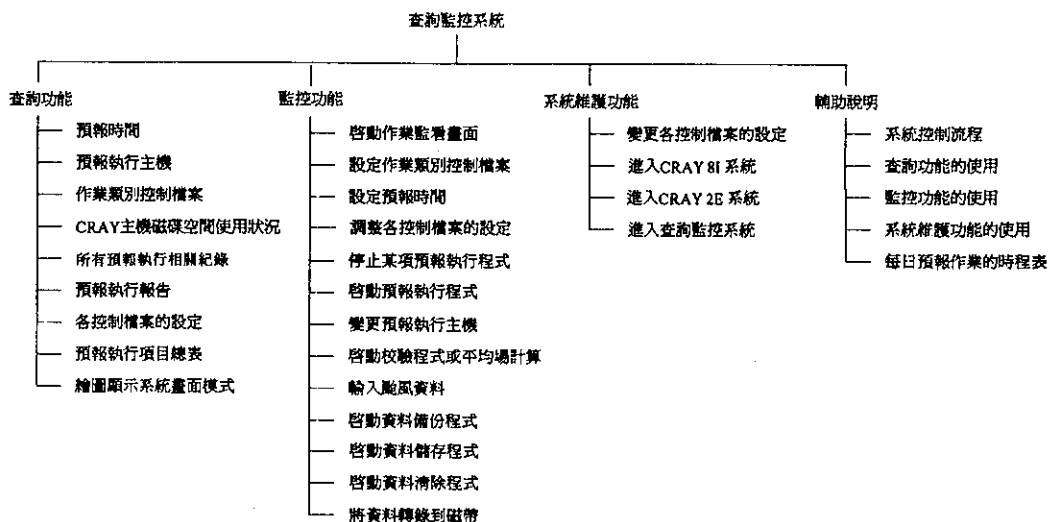 查詢監控系統
查詢功能
預報時間
預報執行主機
作業類別控制檔案
CRAY主機磁碟空間使用狀況
所有預報執行相關紀錄
預報執行報告
各控制檔案的設定
預報執行項目總表
繪圖顯示系統畫面模式
監控功能
啓動作業監看畫面
設定作業類別控制檔案
設定預報時間
調整各控制檔案的設定
停止某項預報執行程式
啓動預報執行程式
變更預報執行主機
啓動校驗程式或平均場計算
輸入颱風資料
啓動資料備份程式
啓動資料儲存程式
啓動資料清除程式
將資料轉錄到磁帶
系統維護功能
變更各控制檔案的設定
進入CRAY 8I 系統
進入CRAY 2E 系統
進入查詢監控系統
輔助說明
系統控制流程
查詢功能的使用
監控功能的使用
系統維護功能的使用
每日預報作業的時程表